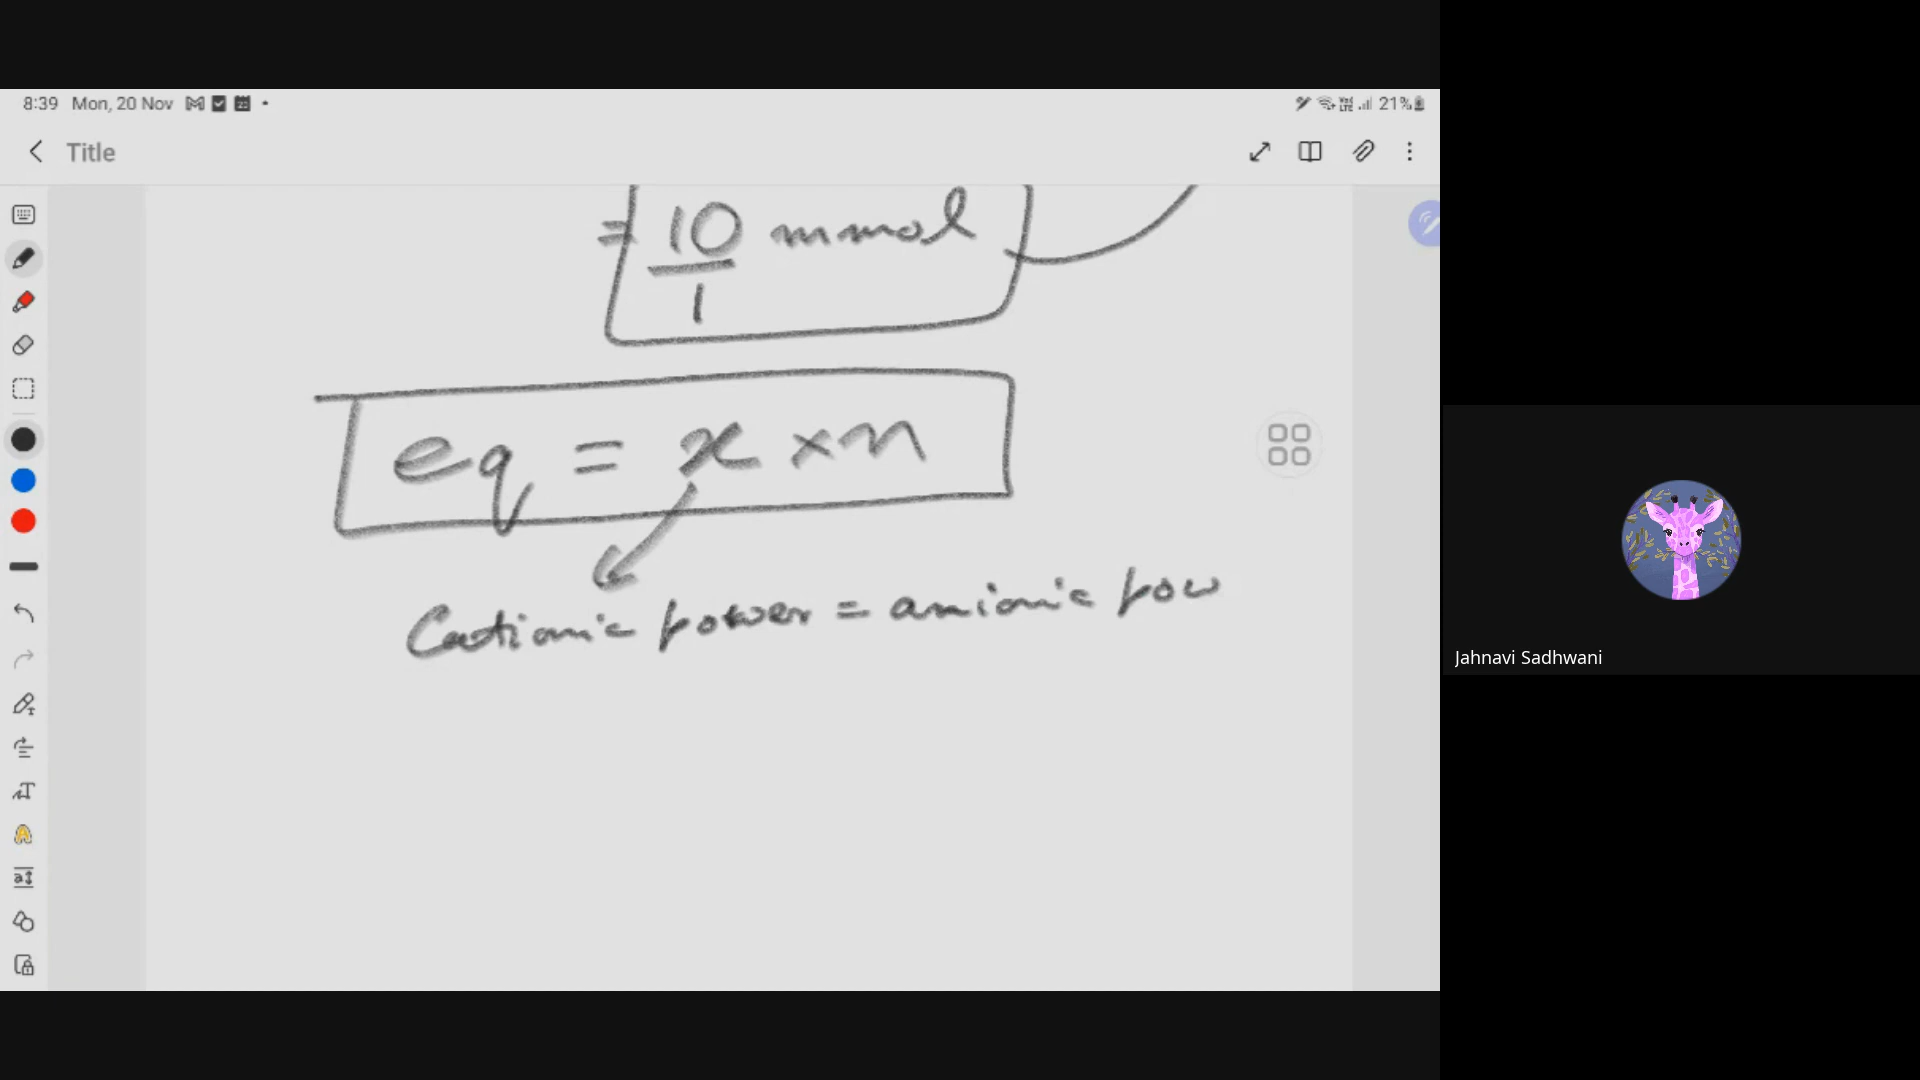 8:39 Mon, 20 Nov 21%
Title
= 10 mmol
1
eq = x × n
Cationic power = anionic pow
Jahnavi Sadhwani